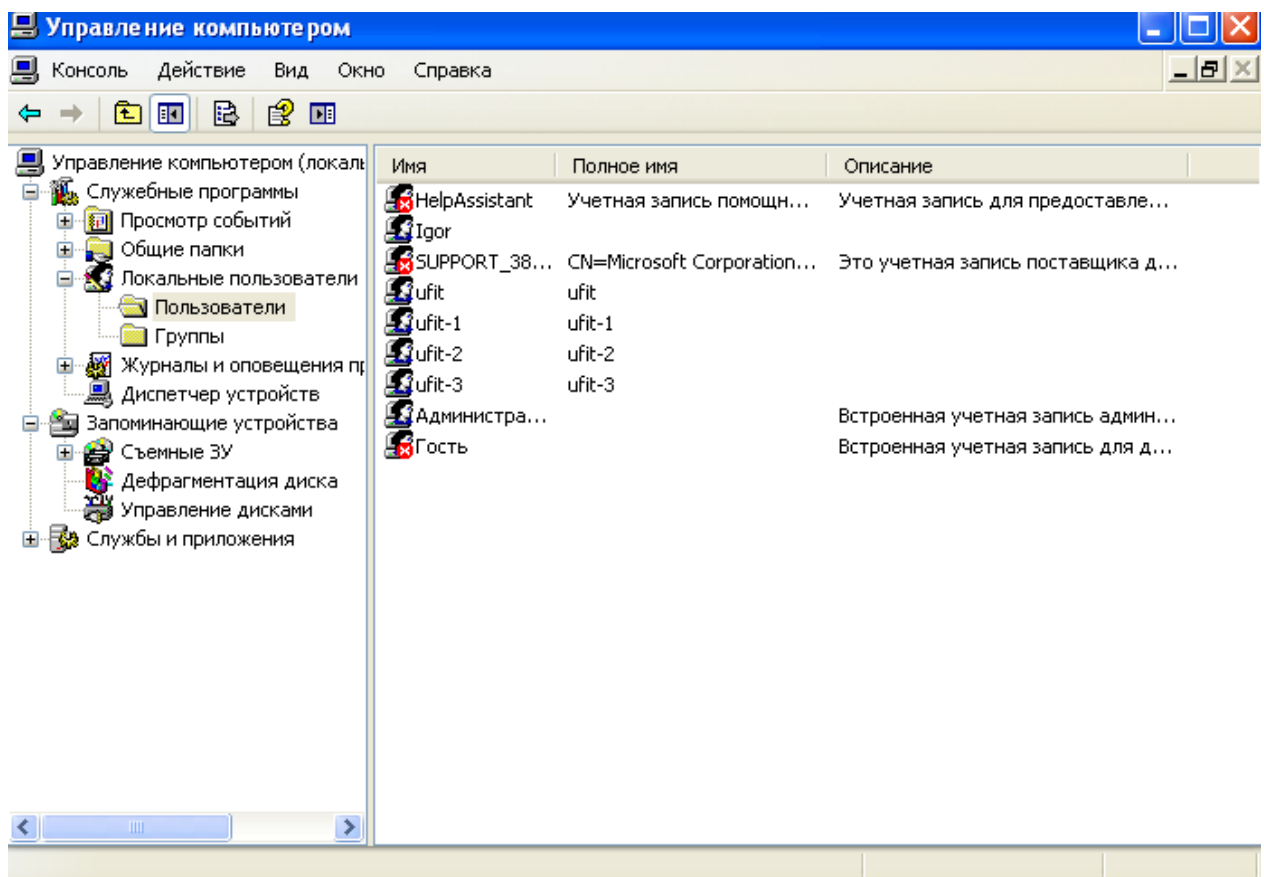 Управление компьютером
Консоль Действие Вид Окно Справка
Управление компьютером (локаль
Служебные программы
Просмотр событий
Общие папки
Локальные пользователи
Пользователи
Группы
Журналы и оповещения пр
Диспетчер устройств
Запоминающие устройства
Съемные ЗУ
Дефрагментация диска
Управление дисками
Службы и приложения
Имя Полное имя Описание
HelpAssistant Учетная запись помощн... Учетная запись для предоставле...
Igor
SUPPORT_38... CN=Microsoft Corporation... Это учетная запись поставщика д...
ufit ufit
ufit-1 ufit-1
ufit-2 ufit-2
ufit-3 ufit-3
Администра... Встроенная учетная запись админ...
Гость Встроенная учетная запись для д...